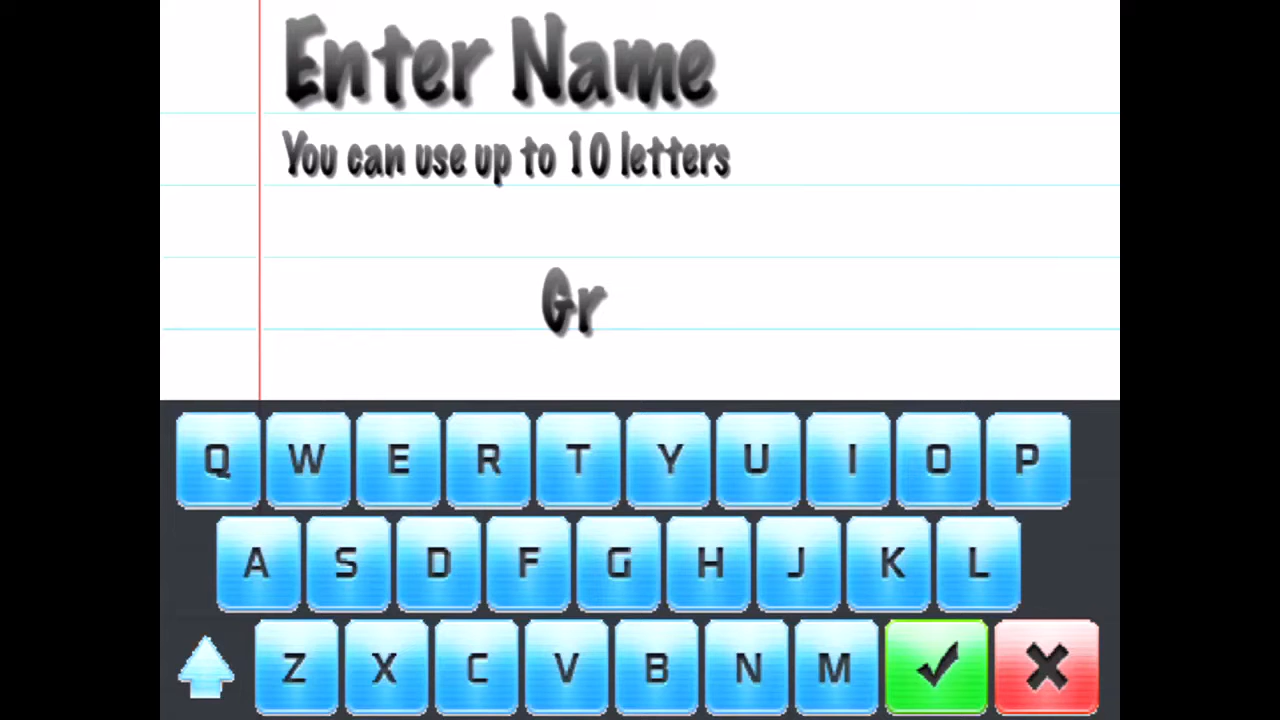 Enter Name
You can use up to 10 letters
Gr
Q W E R T Y U I O P
A S D F G H J K L
Z X C V B N M